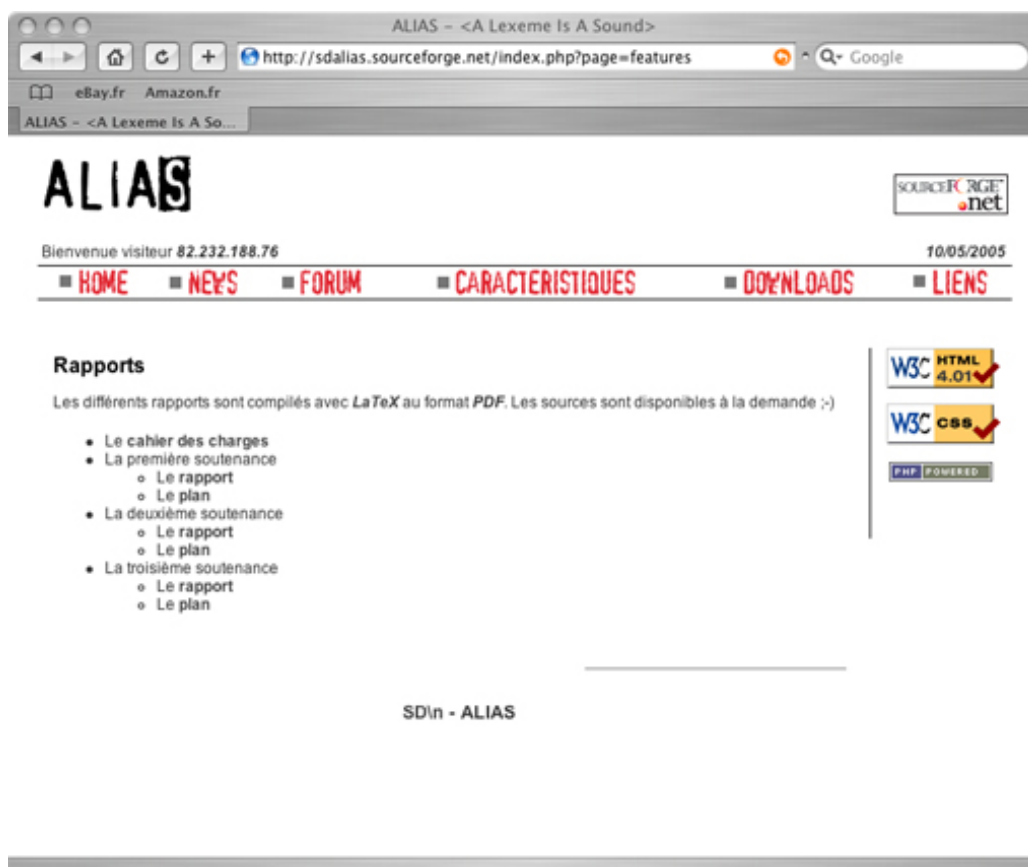 ALIAS - <A Lexeme Is A Sound>
http://sdalias.sourceforge.net/index.php?page=features
Google
eBay.fr Amazon.fr
ALIAS - <A Lexeme Is A So...
ALIAS
SOURCEFORGE
.net
Bienvenue visiteur 82.232.188.76 10/05/2005
HOME NEWS FORUM CARACTERISTIQUES DOWNLOADS LIENS
Rapports
Les différents rapports sont compilés avec LaTeX au format PDF. Les sources sont disponibles à la demande ;-)
Le cahier des charges
La première soutenance
Le rapport
Le plan
La deuxième soutenance
Le rapport
Le plan
La troisième soutenance
Le rapport
Le plan
W3C HTML 4.01
W3C CSS
PHP POWERED
SD\n - ALIAS